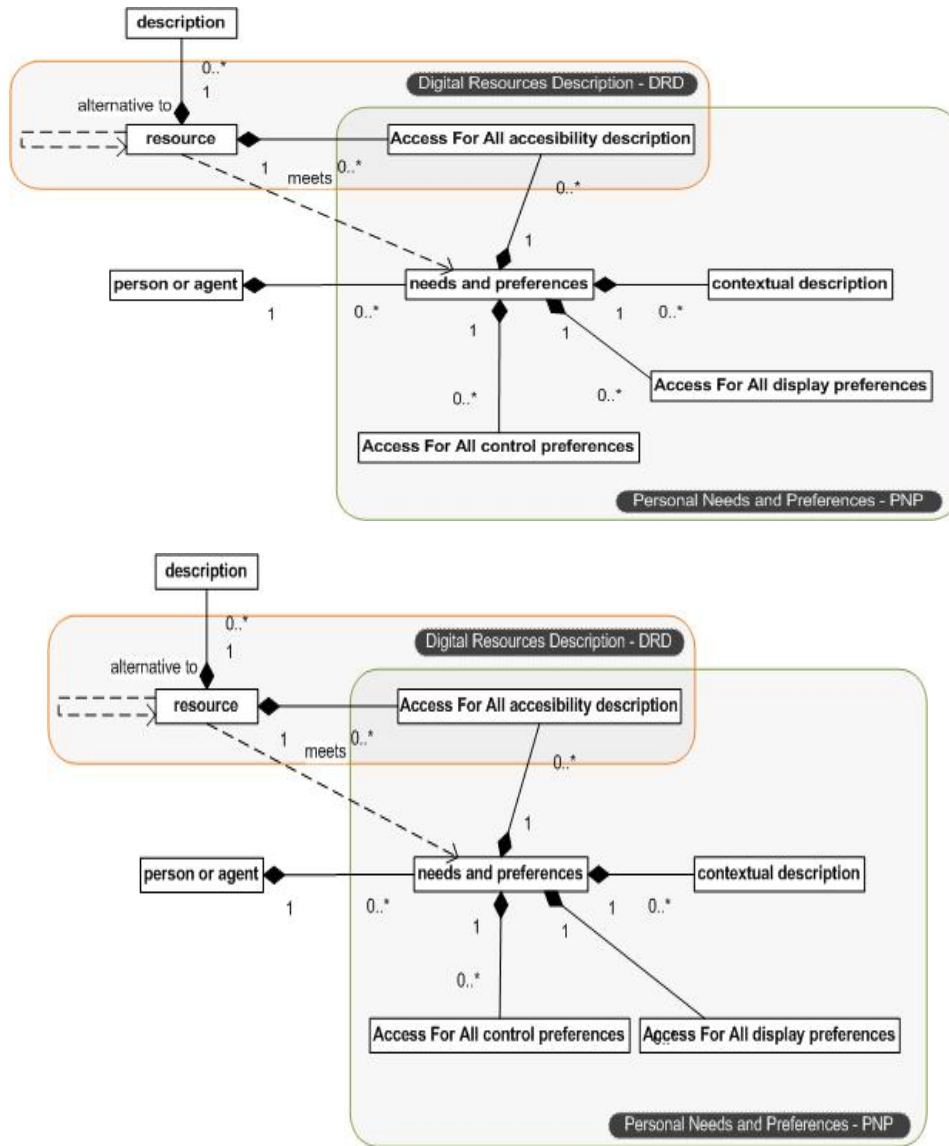 description
0..*
Digital Resources Description - DRD
alternative to
1
resource
Access For All accesibility description
1
0..*
meets
0..*
1
person or agent
needs and preferences
contextual description
1
0..*
1
1
1
0..*
Access For All display preferences
0..*
0..*
Access For All control preferences
Personal Needs and Preferences - PNP
description
0..*
Digital Resources Description - DRD
1
alternative to
resource
Access For All accesibility description
1
0..*
meets
0..*
1
person or agent
needs and preferences
contextual description
1
0..*
1
1
1
0..*
0..*
Access For All control preferences
Access For All display preferences
Personal Needs and Preferences - PNP